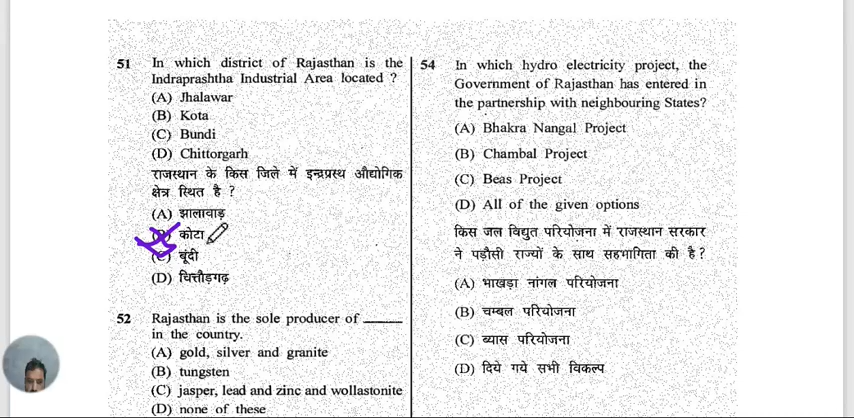 51 In which district of Rajasthan is the
Indraprashtha Industrial Area located ?
(A) Jhalawar
(B) Kota
(C) Bundi
(D) Chittorgarh
राजस्थान के किस जिले में इन्द्रप्रस्थ औद्योगिक
क्षेत्र स्थित है ?
(A) झालावाड़
कोटा
(C) बूंदी
(D) चित्तौड़गढ़
52 Rajasthan is the sole producer of ______
in the country.
(A) gold, silver and granite
(B) tungsten
(C) jasper, lead and zinc and wollastonite
(D) none of these
54 In which hydro electricity project, the
Government of Rajasthan has entered in
the partnership with neighbouring States?
(A) Bhakra Nangal Project
(B) Chambal Project
(C) Beas Project
(D) All of the given options
किस जल विद्युत परियोजना में राजस्थान सरकार
ने पड़ौसी राज्यों के साथ सहभागिता की है ?
(A) भाखड़ा नांगल परियोजना
(B) चम्बल परियोजना
(C) ब्यास परियोजना
(D) दिये गये सभी विकल्प